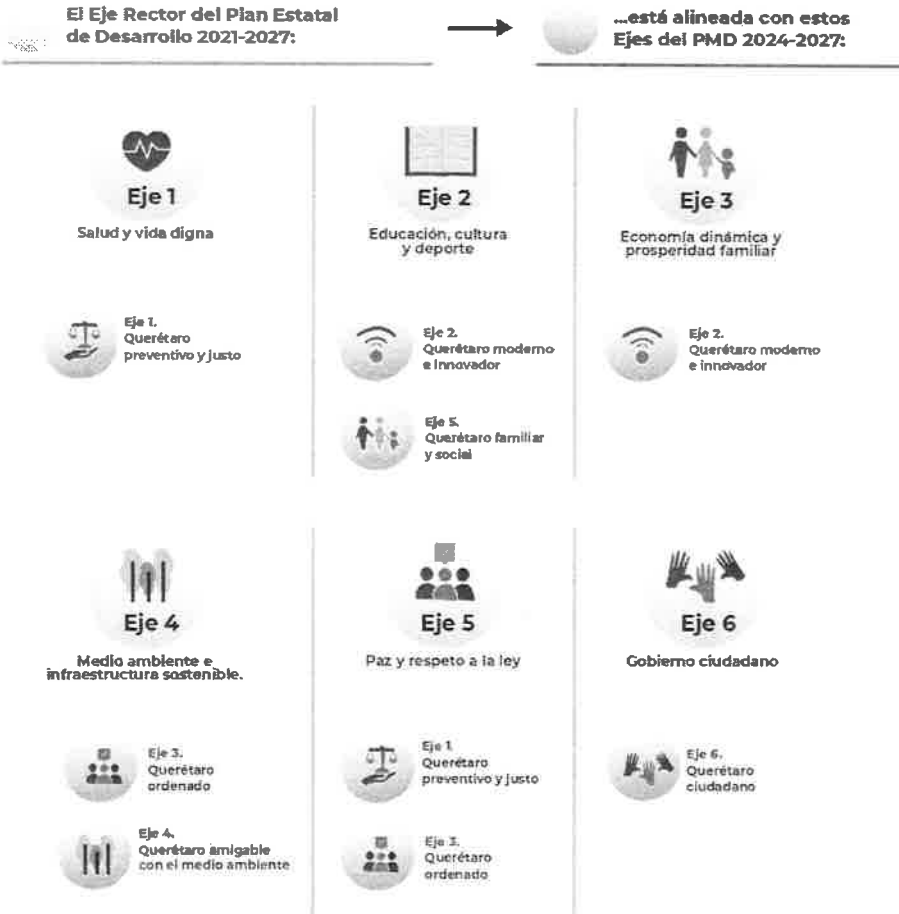 El Eje Rector del Plan Estatal
de Desarrollo 2021-2027:
...está alineada con estos
Ejes del PMD 2024-2027:
Eje 1
Salud y vida digna
Eje 1.
Querétaro
preventivo y justo
Eje 2
Educación, cultura
y deporte
Eje 2.
Querétaro moderno
e innovador
Eje 5.
Querétaro familiar
y social
Eje 3
Economía dinámica y
prosperidad familiar
Eje 2.
Querétaro moderno
e innovador
Eje 4
Medio ambiente e
infraestructura sostenible.
Eje 3.
Querétaro
ordenado
Eje 4.
Querétaro amigable
con el medio ambiente
Eje 5
Paz y respeto a la ley
Eje 1
Querétaro
preventivo y justo
Eje 3.
Querétaro
ordenado
Eje 6
Gobierno ciudadano
Eje 6.
Querétaro
ciudadano